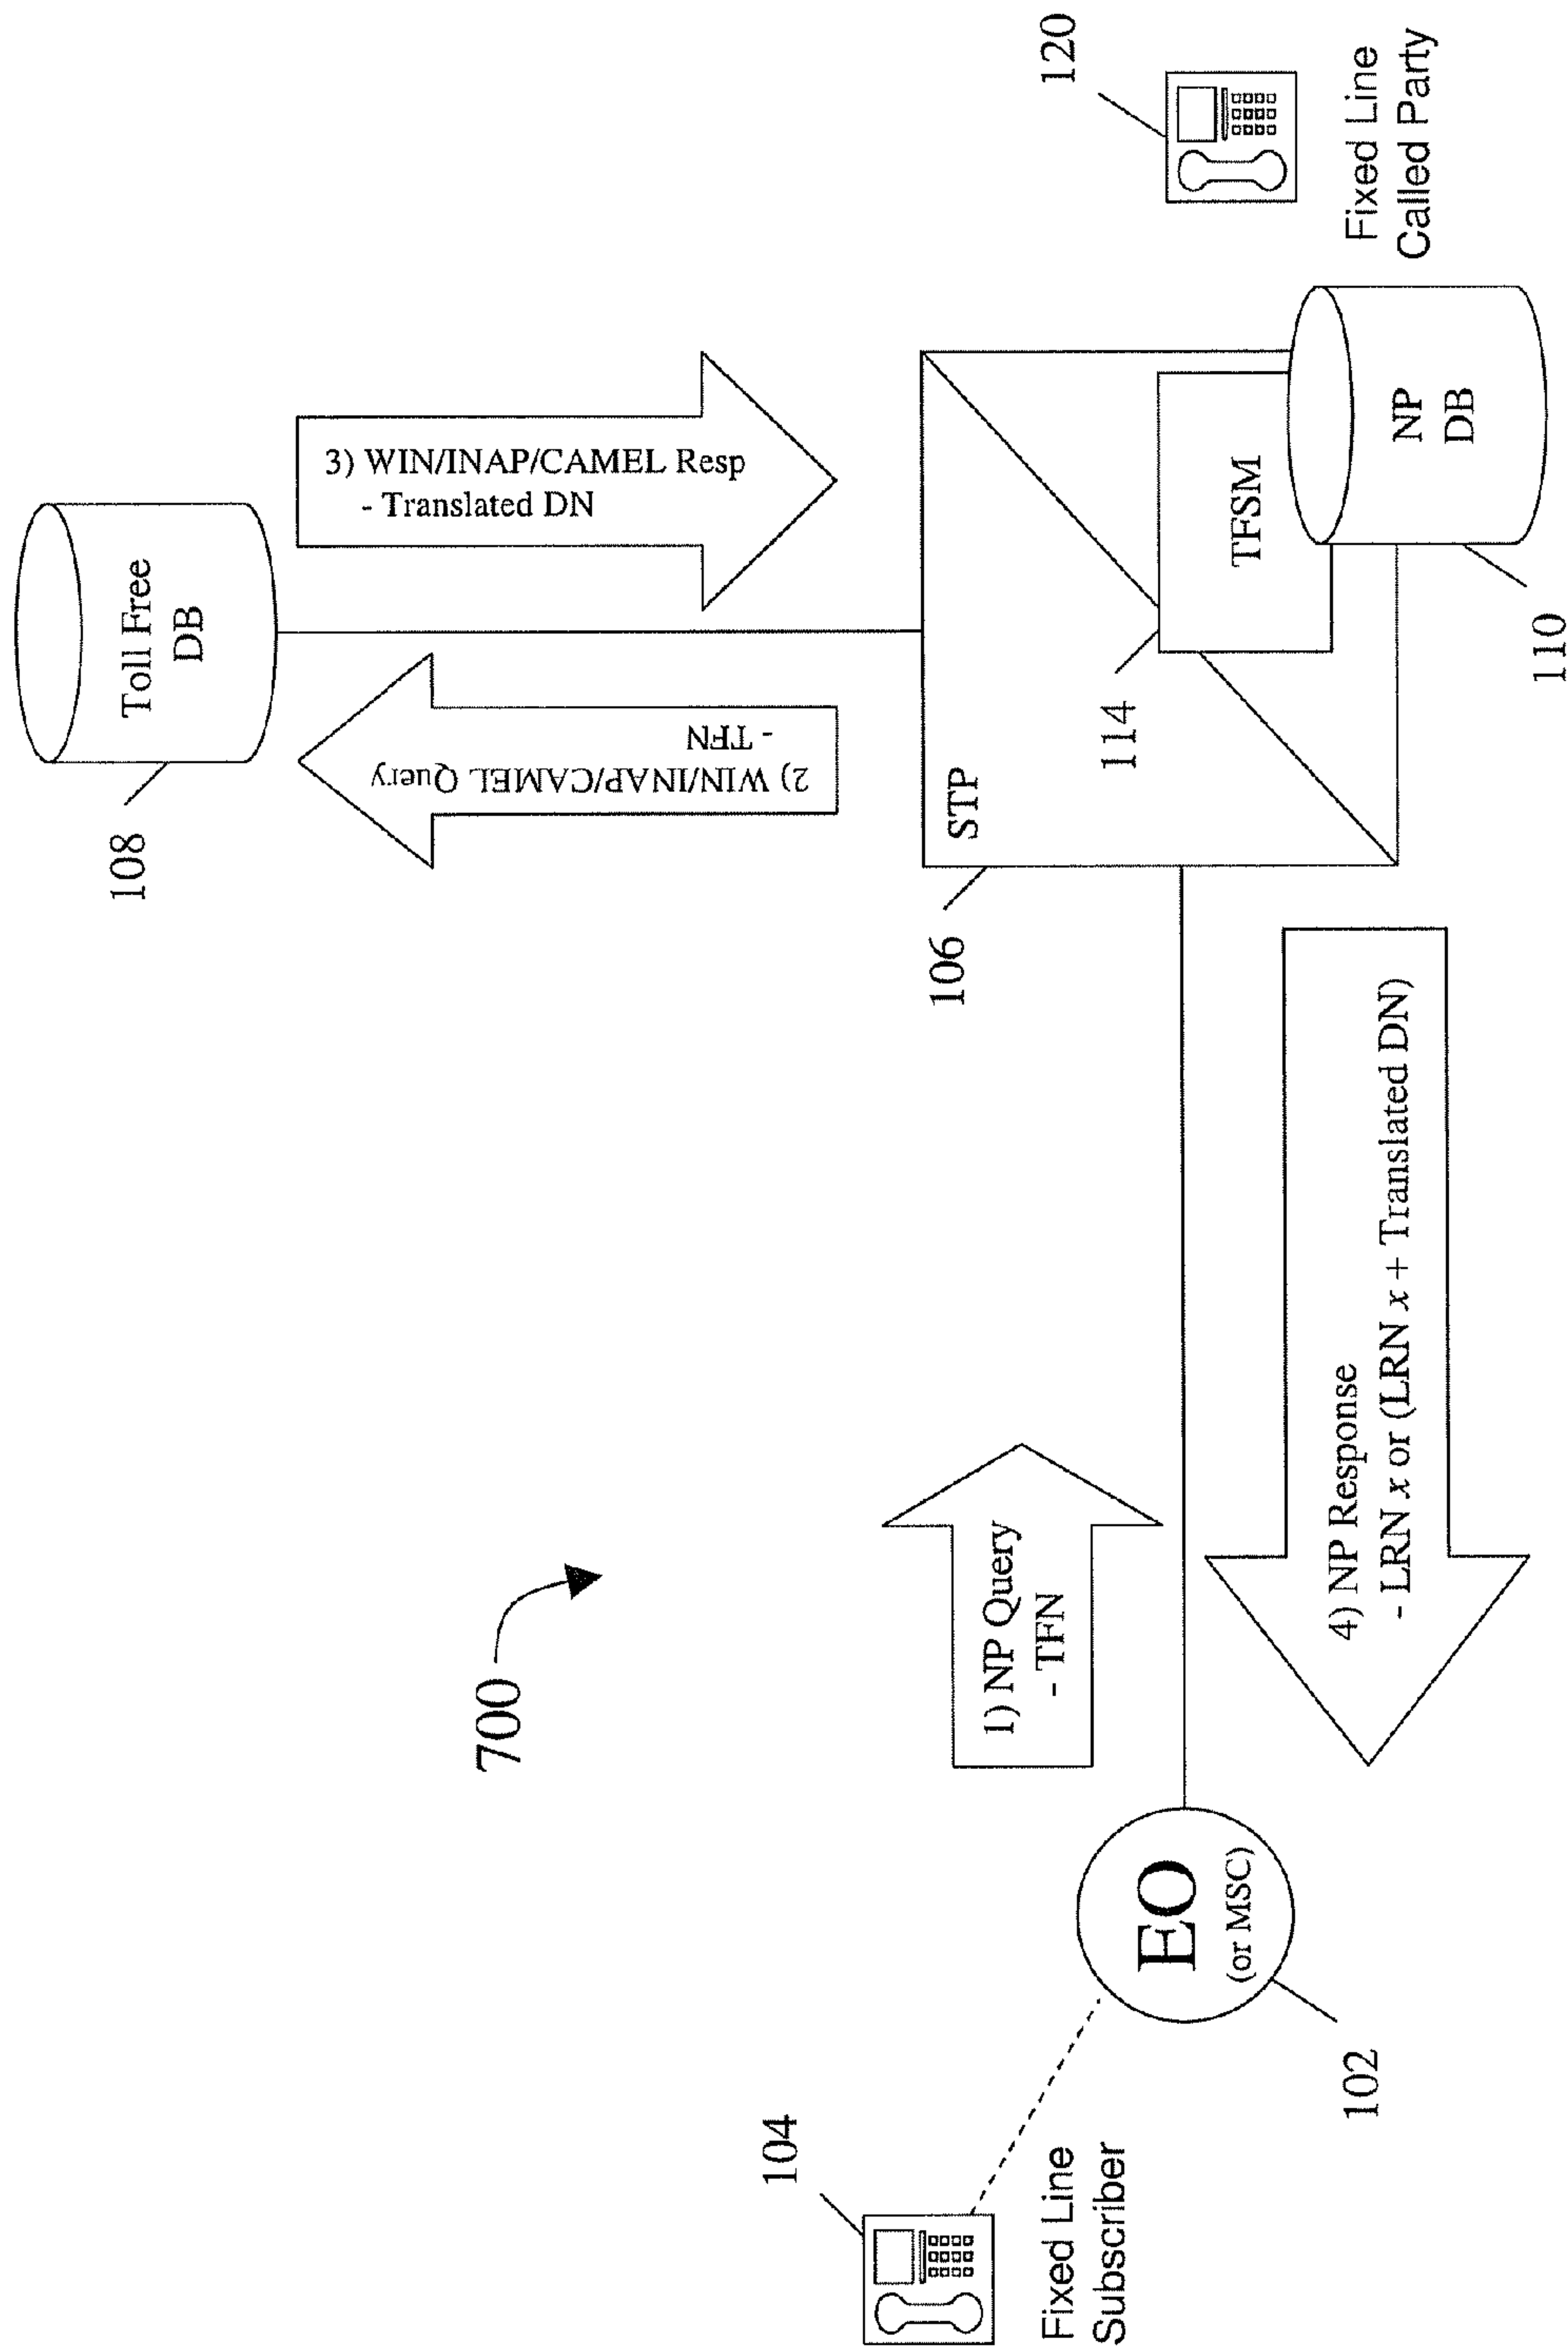 700
Fixed Line
Subscriber
104
EO
(or MSC)
102
1) NP Query
- TFN
4) NP Response
- LRN x or (LRN x + Translated DN)
108
Toll Free
DB
2) WIN/INAP/CAMEL Query
- TFN
3) WIN/INAP/CAMEL Resp
- Translated DN
106
STP
114
TFSM
NP
DB
110
120
Fixed Line
Called Party